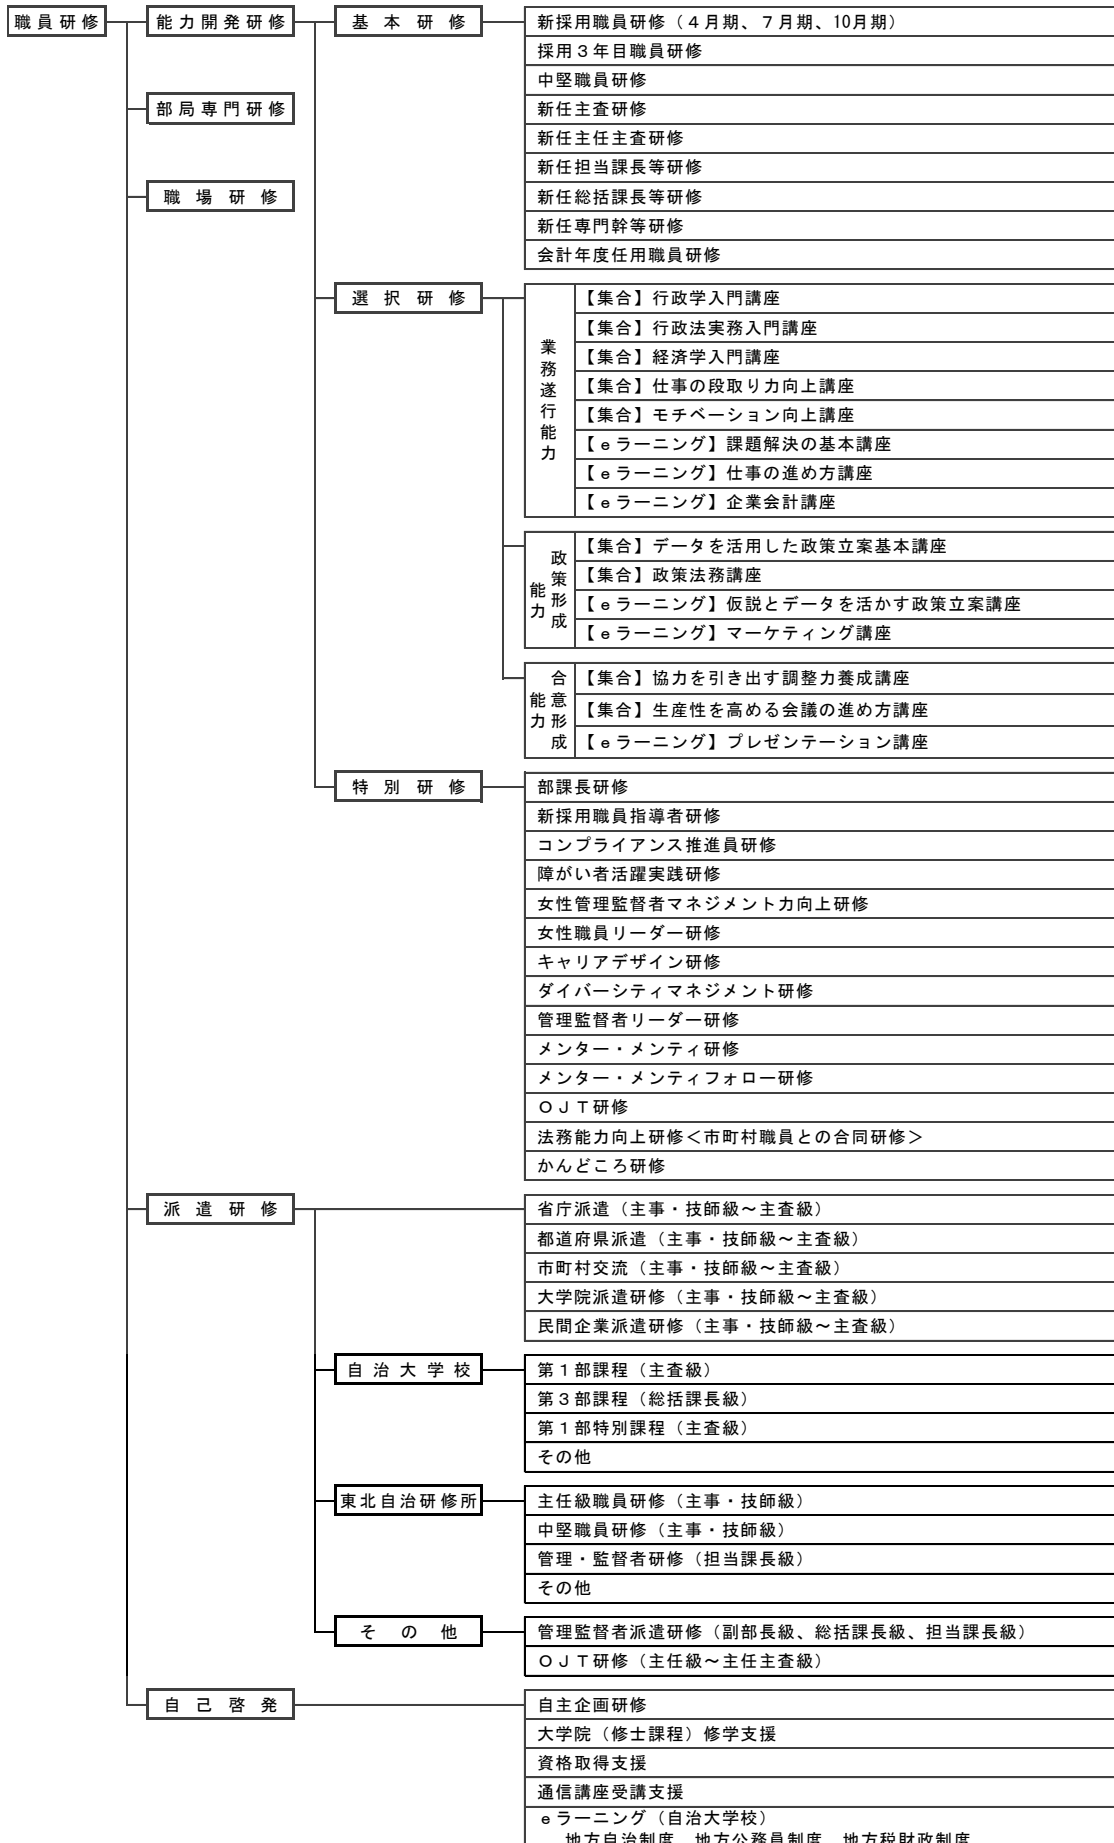 職員研修
能力開発研修
基本研修
新採用職員研修（４月期、７月期、10月期）
採用３年目職員研修
中堅職員研修
部局専門研修
新任主査研修
新任主任主査研修
新任担当課長等研修
職場研修
新任総括課長等研修
新任専門幹等研修
会計年度任用職員研修
選択研修
業務遂行能力
【集合】行政学入門講座
【集合】行政法実務入門講座
【集合】経済学入門講座
【集合】仕事の段取り力向上講座
【集合】モチベーション向上講座
【ｅラーニング】課題解決の基本講座
【ｅラーニング】仕事の進め方講座
【ｅラーニング】企業会計講座
政策形成
能力
【集合】データを活用した政策立案基本講座
【集合】政策法務講座
【ｅラーニング】仮説とデータを活かす政策立案講座
【ｅラーニング】マーケティング講座
合意形成
能力
【集合】協力を引き出す調整力養成講座
【集合】生産性を高める会議の進め方講座
【ｅラーニング】プレゼンテーション講座
特別研修
部課長研修
新採用職員指導者研修
コンプライアンス推進員研修
障がい者活躍実践研修
女性管理監督者マネジメント力向上研修
女性職員リーダー研修
キャリアデザイン研修
ダイバーシティマネジメント研修
管理監督者リーダー研修
メンター・メンティ研修
メンター・メンティフォロー研修
ＯＪＴ研修
法務能力向上研修＜市町村職員との合同研修＞
かんどころ研修
派遣研修
省庁派遣（主事・技師級～主査級）
都道府県派遣（主事・技師級～主査級）
市町村交流（主事・技師級～主査級）
大学院派遣研修（主事・技師級～主査級）
民間企業派遣研修（主事・技師級～主査級）
自治大学校
第１部課程（主査級）
第３部課程（総括課長級）
第１部特別課程（主査級）
その他
東北自治研修所
主任級職員研修（主事・技師級）
中堅職員研修（主事・技師級）
管理・監督者研修（担当課長級）
その他
その他
管理監督者派遣研修（副部長級、総括課長級、担当課長級）
ＯＪＴ研修（主任級～主任主査級）
自己啓発
自主企画研修
大学院（修士課程）修学支援
資格取得支援
通信講座受講支援
ｅラーニング（自治大学校）
地方自治制度、地方公務員制度、地方税財政制度